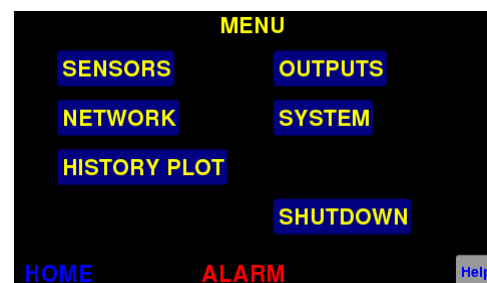 MENU
SENSORS
OUTPUTS
NETWORK
SYSTEM
HISTORY PLOT
SHUTDOWN
HOME
ALARM
Help